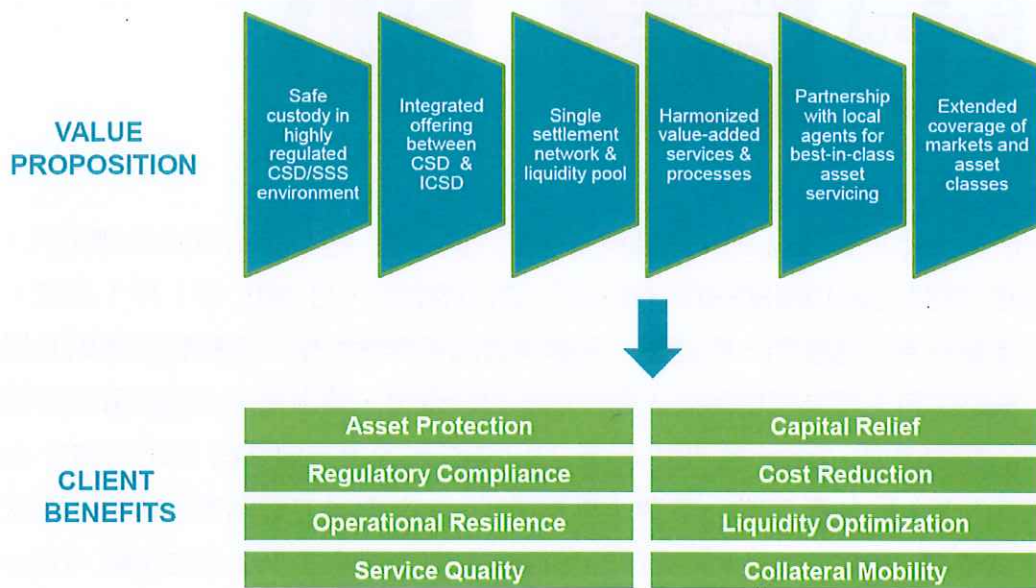 VALUE
PROPOSITION
Safe
custody in
highly
regulated
CSD/SSS
environment
Integrated
offering
between
CSD &
ICSD
Single
settlement
network &
liquidity pool
Harmonized
value-added
services &
processes
Partnership
with local
agents for
best-in-class
asset
servicing
Extended
coverage of
markets and
asset
classes
CLIENT
BENEFITS
Asset Protection
Capital Relief
Regulatory Compliance
Cost Reduction
Operational Resilience
Liquidity Optimization
Service Quality
Collateral Mobility